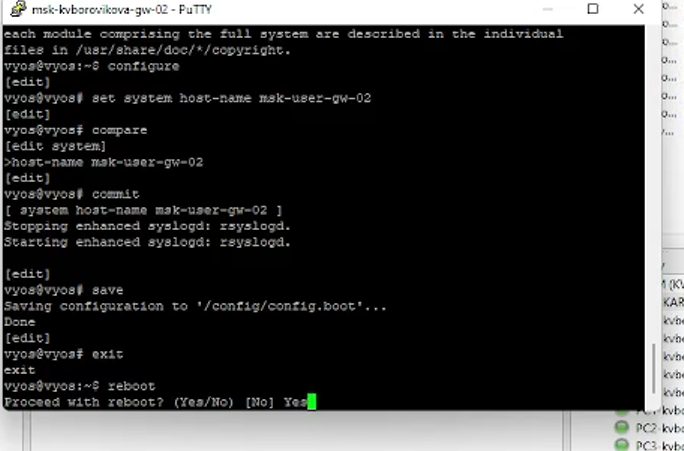 msk-kvborovikova-gw-02 - PuTTY
each module comprising the full system are described in the individual
files in /usr/share/doc/*/copyright.
vyos@vyos:~$ configure
[edit]
vyos@vyos# set system host-name msk-user-gw-02
[edit]
vyos@vyos# compare
[edit system]
>host-name msk-user-gw-02
[edit]
vyos@vyos# commit
[ system host-name msk-user-gw-02 ]
Stopping enhanced syslogd: rsyslogd.
Starting enhanced syslogd: rsyslogd.
[edit]
vyos@vyos# save
Saving configuration to '/config/config.boot'...
Done
[edit]
vyos@vyos# exit
exit
vyos@vyos:~$ reboot
Proceed with reboot? (Yes/No) [No] Yes
PC2-kvbo
PC3-kvbo